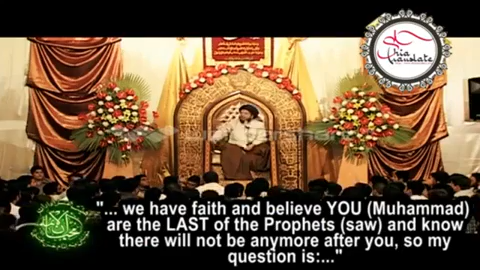 Shia
Translate
"... we have faith and believe YOU (Muhammad)
are the LAST of the Prophets (saw) and know
there will not be anymore after you, so my
question is:..."